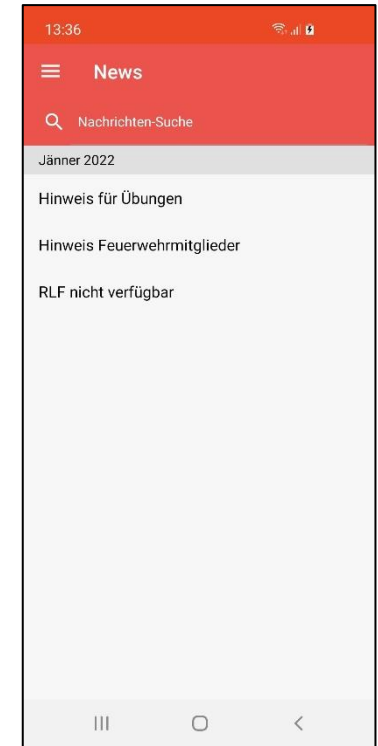 13:36
News
Nachrichten-Suche
Jänner 2022
Hinweis für Übungen
Hinweis Feuerwehrmitglieder
RLF nicht verfügbar